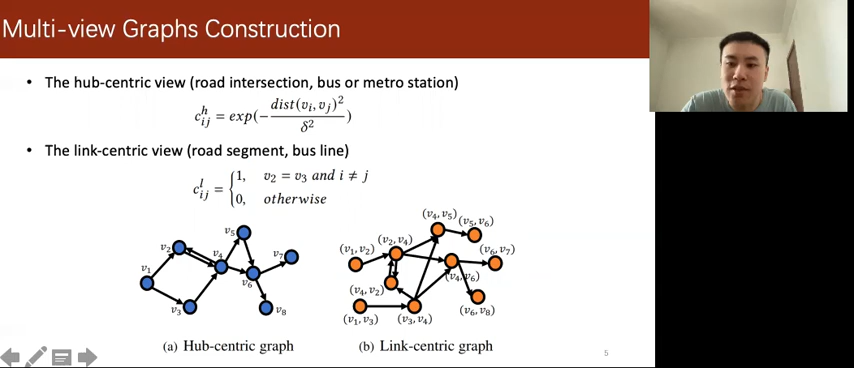 Multi-view Graphs Construction
• The hub-centric view (road intersection, bus or metro station)
c^h_ij = exp(-dist(v_i, v_j)^2 / δ^2)
• The link-centric view (road segment, bus line)
c^l_ij = {1, v_2 = v_3 and i ≠ j
0, otherwise
(v_4, v_5)
(v_5, v_6)
v_5
v_2
v_4
v_7
(v_1, v_2)
(v_2, v_4)
(v_6, v_7)
v_1
v_6
(v_4, v_6)
(v_4, v_2)
v_3
v_8
(v_1, v_3)
(v_3, v_4)
(v_6, v_8)
(a) Hub-centric graph
(b) Link-centric graph
5